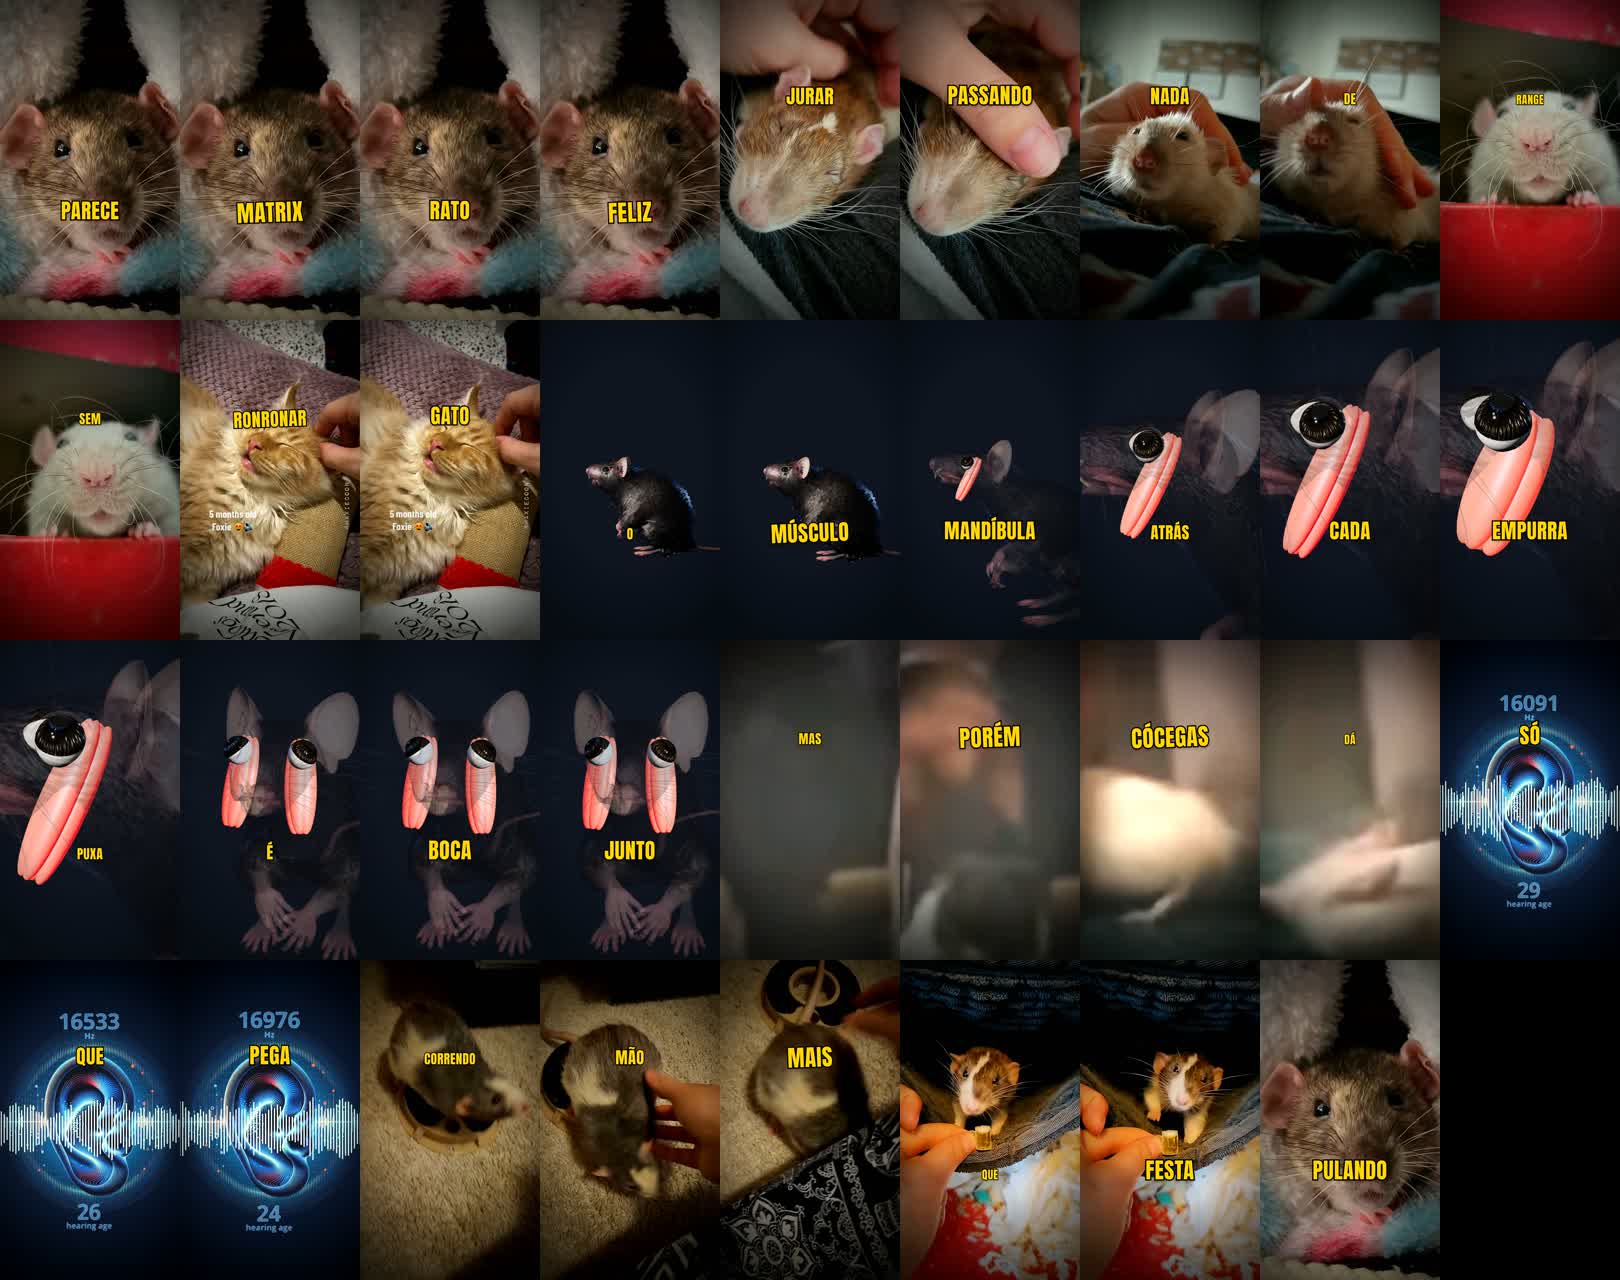 PARECE
MATRIX
RATO
FELIZ
JURAR
PASSANDO
NADA
DE
RANGE
SEM
RONRONAR
5 months old
Foxie
GATO
5 months old
Foxie
O
MÚSCULO
MANDÍBULA
ATRÁS
CADA
EMPURRA
PUXA
É
BOCA
JUNTO
MAS
PORÉM
CÓCEGAS
DÁ
16091
Hz
SÓ
29
hearing age
16533
Hz
QUE
26
hearing age
16976
Hz
PEGA
24
hearing age
CORRENDO
MÃO
MAIS
QUE
FESTA
PULANDO